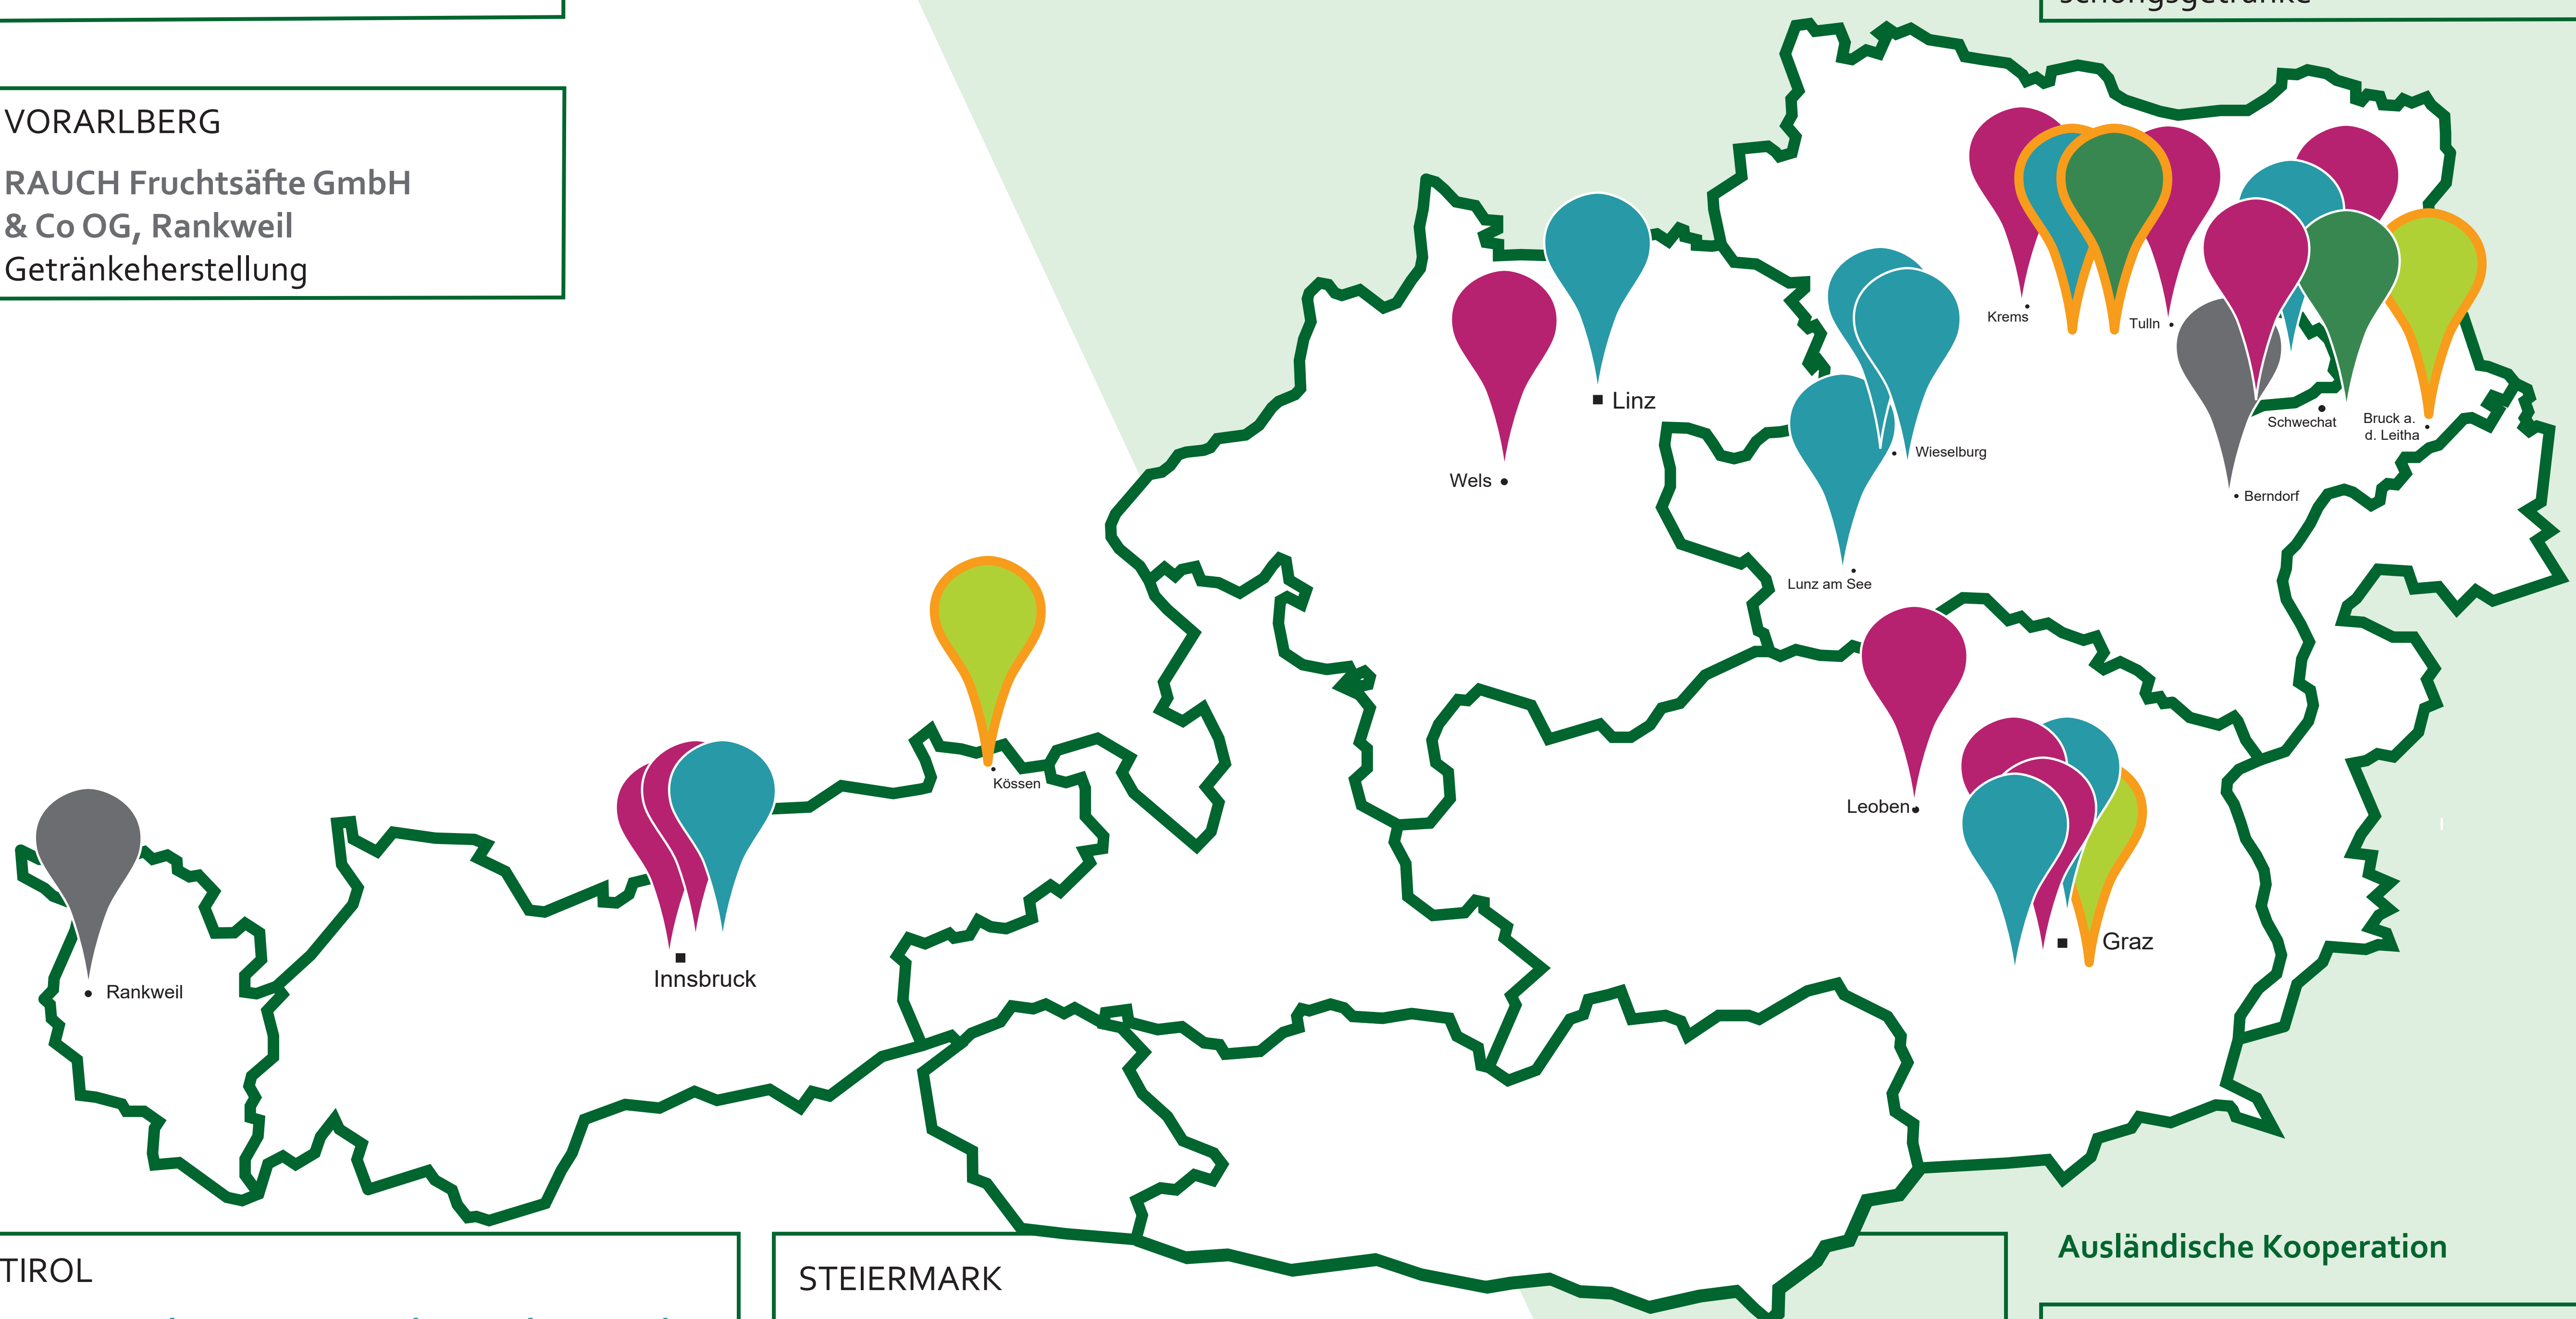 schungsgetränke
VORARLBERG
RAUCH Fruchtsäfte GmbH
& Co OG, Rankweil
Getränkeherstellung
Krems
Tulln
Linz
Schwechat
Bruck a.
d. Leitha
Wieselburg
Wels
Berndorf
Lunz am See
Kössen
Leoben
Graz
Innsbruck
Rankweil
Ausländische Kooperation
TIROL
STEIERMARK